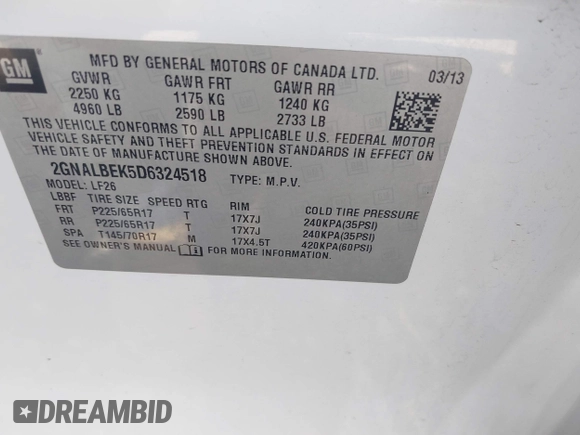 GM
MFD BY GENERAL MOTORS OF CANADA LTD. 03/13
GVWR GAWR FRT GAWR RR
2250 KG 1175 KG 1240 KG
4960 LB 2590 LB 2733 LB
THIS VEHICLE CONFORMS TO ALL APPLICABLE U.S. FEDERAL MOTOR
VEHICLE SAFETY AND THEFT PREVENTION STANDARDS IN EFFECT ON
THE DATE OF MANUFACTURE SHOWN ABOVE.
2GNALBEK5D6324518 TYPE: M.P.V.
MODEL: LF26
LBBF TIRE SIZE SPEED RTG RIM COLD TIRE PRESSURE
FRT P225/65R17 T 17X7J 240KPA(35PSI)
RR P225/65R17 T 17X7J 240KPA(35PSI)
SPA T145/70R17 M 17X4.5T 420KPA(60PSI)
SEE OWNER'S MANUAL FOR MORE INFORMATION.
DREAMBID